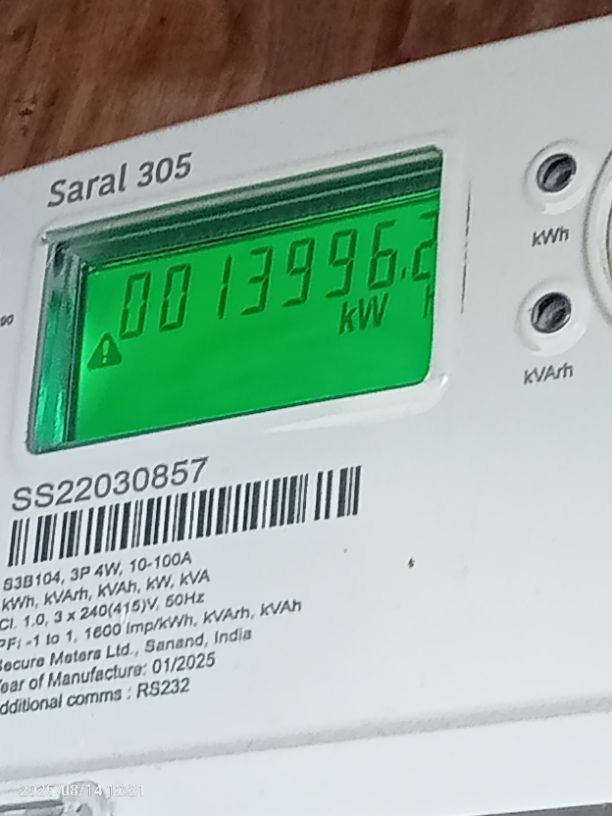 Saral 305
0013996.2
kW h
kWh
kVArh
SS22030857
S3B104, 3P 4W, 10-100A
kWh, kVArh, kVAh, kW, kVA
Cl. 1.0, 3 x 240(415)V, 50Hz
PF: -1 to 1, 1600 Imp/kWh, kVArh, kVAh
Secure Meters Ltd., Sanand, India
Year of Manufacture: 01/2025
dditional comms : RS232